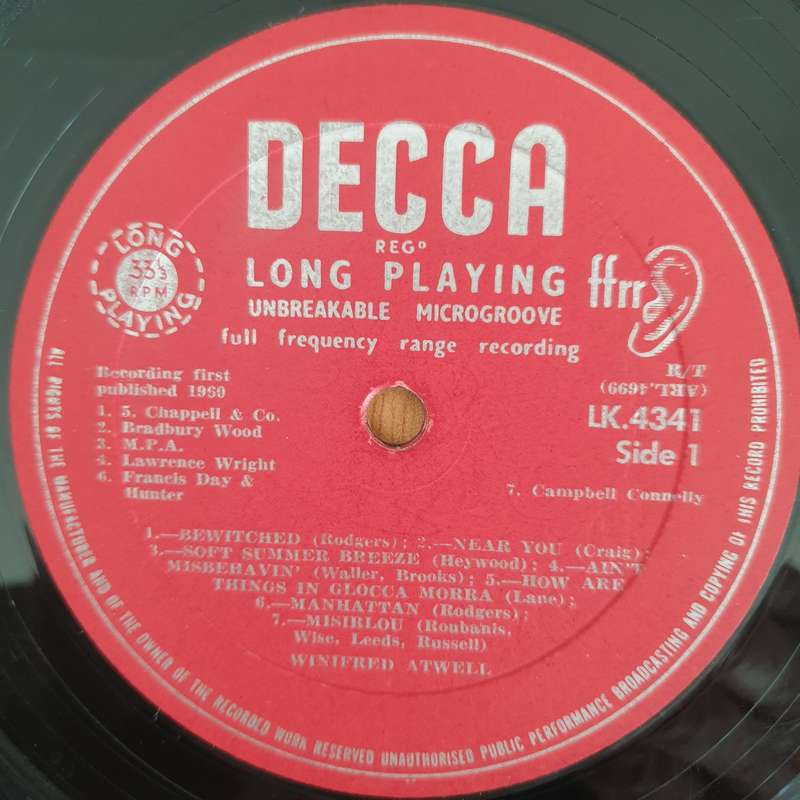 DECCA
REGD
LONG PLAYING
UNBREAKABLE MICROGROOVE
full frequency range recording
LONG
33⅓
RPM
PLAYING
ffrr
Recording first
published 1960
1. 5. Chappell & Co.
2. Bradbury Wood
3. M.P.A.
4. Lawrence Wright
6. Francis Day &
Hunter
R/T
(ARL.4669)
LK.4341
Side 1
7. Campbell Connelly
1.—BEWITCHED (Rodgers); 2.—NEAR YOU (Craig);
3.—SOFT SUMMER BREEZE (Heywood); 4.—AIN'T
MISBEHAVIN' (Waller, Brooks); 5.—HOW ARE
THINGS IN GLOCCA MORRA (Lane);
6.—MANHATTAN (Rodgers);
7.—MISIRLOU (Roubanis,
Wise, Leeds, Russell)
WINIFRED ATWELL
ALL RIGHTS OF THE MANUFACTURER AND OF THE OWNER OF THE RECORDED WORK RESERVED UNAUTHORISED PUBLIC PERFORMANCE BROADCASTING AND COPYING OF THIS RECORD PROHIBITED